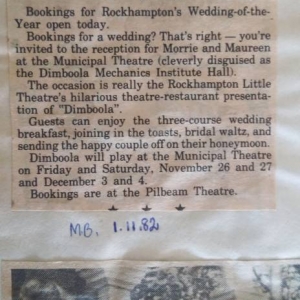 Bookings for Rockhampton's Wedding-of-the-
Year open today.
Bookings for a wedding? That's right — you're
invited to the reception for Morrie and Maureen
at the Municipal Theatre (cleverly disguised as
the Dimboola Mechanics Institute Hall).
The occasion is really the Rockhampton Little
Theatre's hilarious theatre-restaurant presenta-
tion of "Dimboola".
Guests can enjoy the three-course wedding
breakfast, joining in the toasts, bridal waltz, and
sending the happy couple off on their honeymoon.
Dimboola will play at the Municipal Theatre
on Friday and Saturday, November 26 and 27
and December 3 and 4.
Bookings are at the Pilbeam Theatre.
MB. 1.11.82